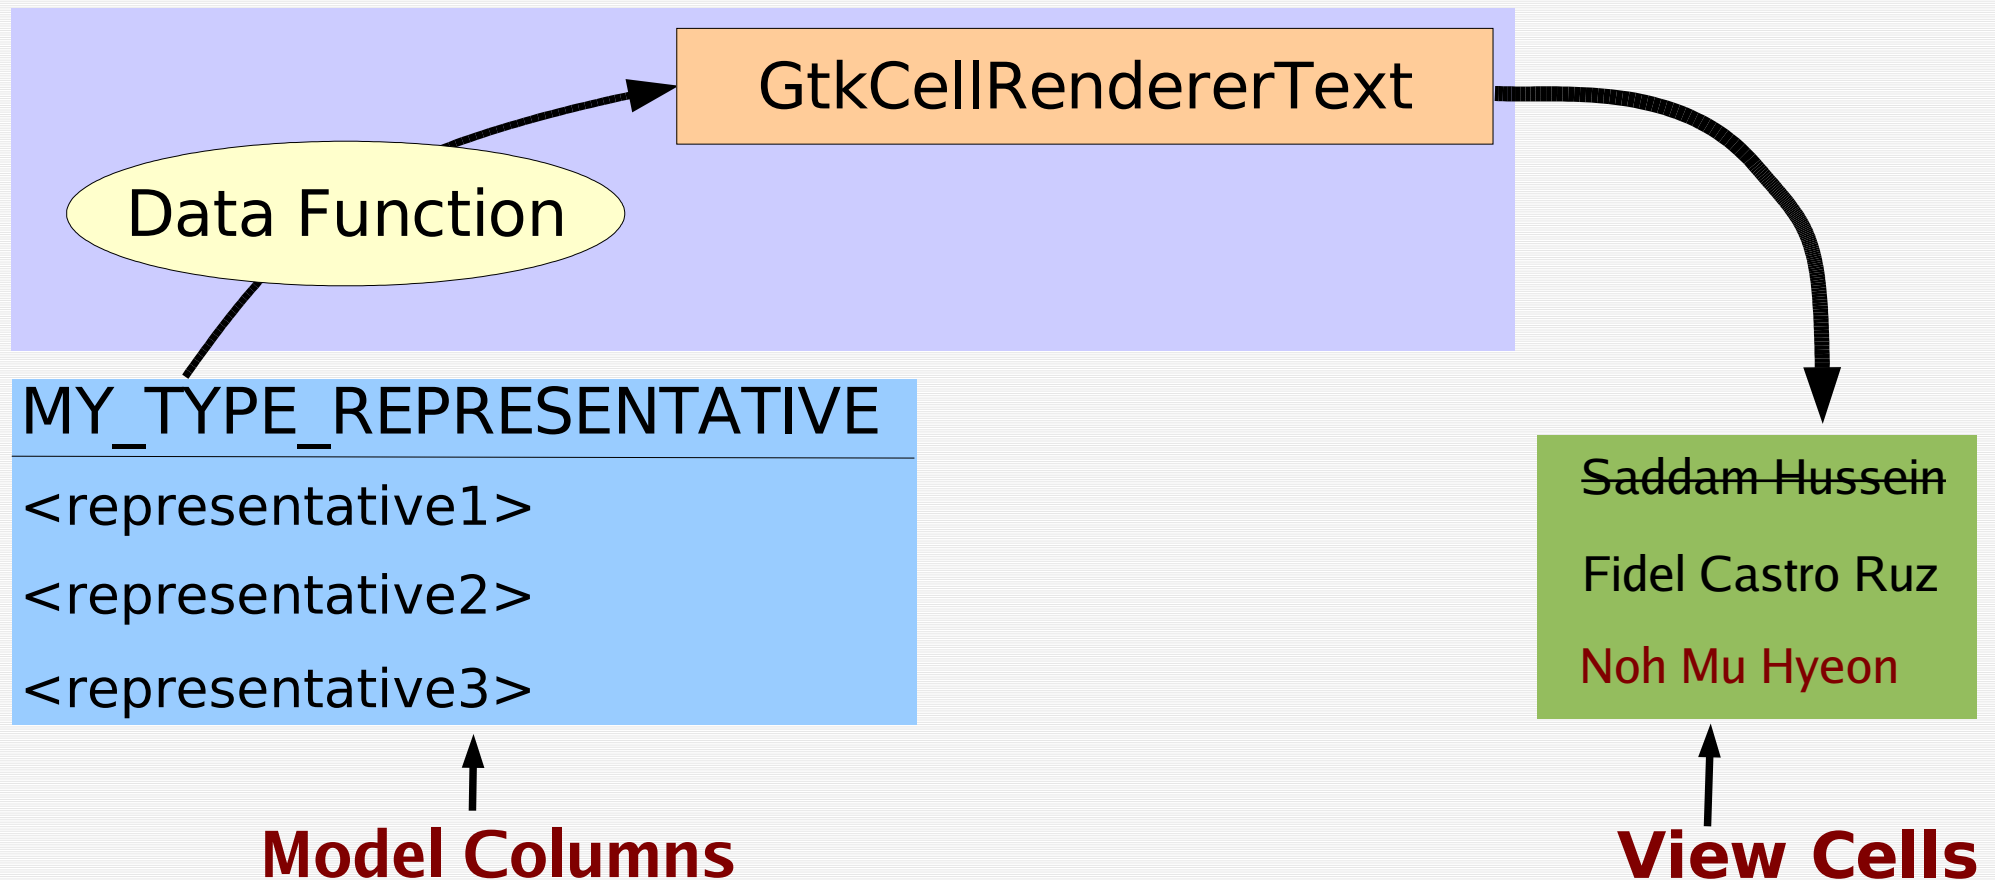 GtkCellRendererText
Data Function
MY_TYPE_REPRESENTATIVE
<representative1>
<representative2>
<representative3>
Saddam Hussein
Fidel Castro Ruz
Noh Mu Hyeon
Model Columns
View Cells